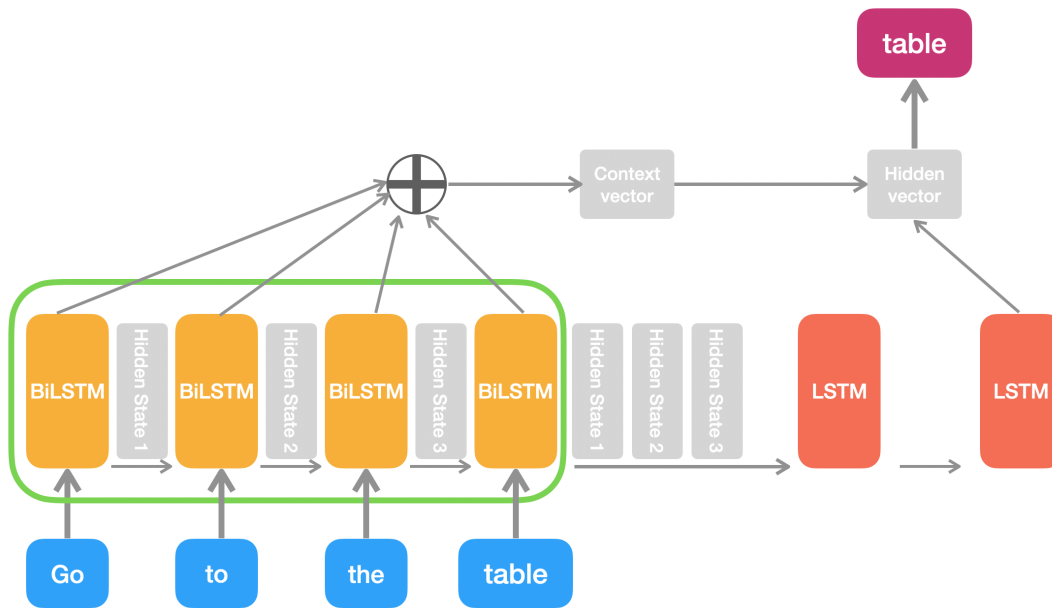 table
Context
vector
Hidden
vector
BiLSTM
Hidden State 1
BiLSTM
Hidden State 2
BiLSTM
Hidden State 3
BiLSTM
Hidden State 1
Hidden State 2
Hidden State 3
LSTM
LSTM
Go
to
the
table